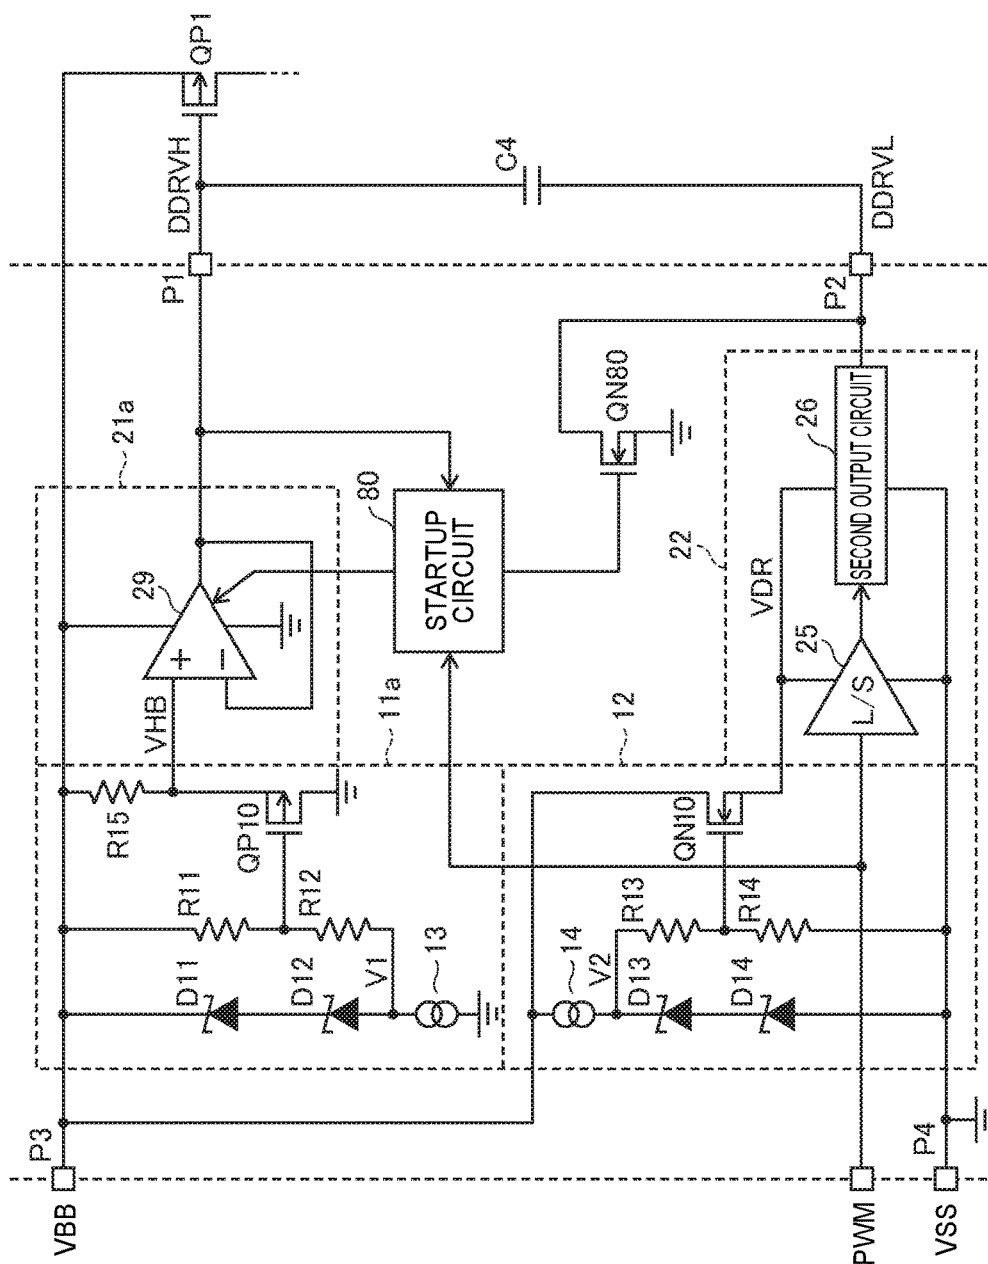 VBB
P3
D11
R11
R15
VHB
29
21a
P1
DDRVH
QP1
+
−
D12
R12
QP10
V1
13
11a
80
STARTUP
CIRCUIT
C4
14
V2
R13
QN10
12
22
QN80
D13
D14
R14
VDR
25
L/S
26
SECOND OUTPUT CIRCUIT
P2
DDRVL
PWM
P4
VSS